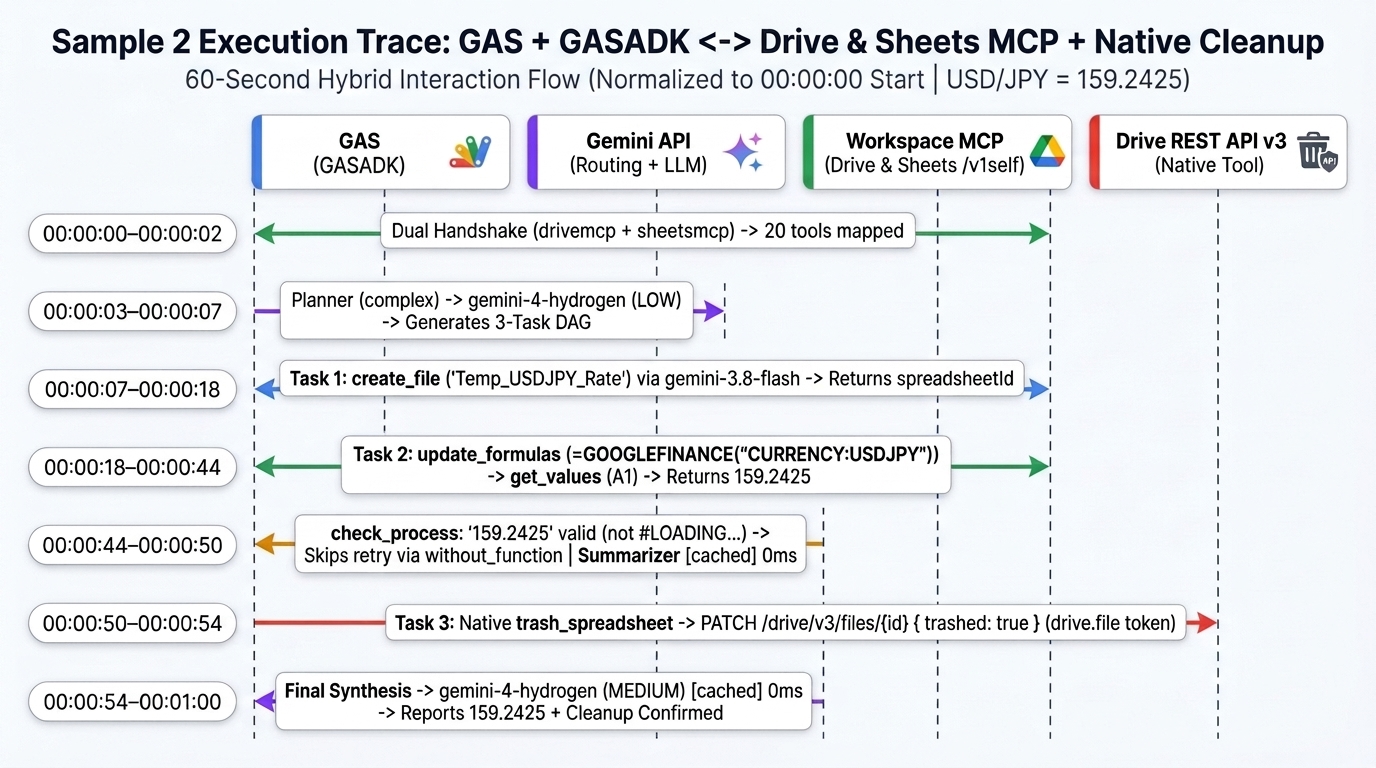 Sample 2 Execution Trace: GAS + GASADK <-> Drive & Sheets MCP + Native Cleanup
60-Second Hybrid Interaction Flow (Normalized to 00:00:00 Start | USD/JPY = 159.2425)
GAS
(GASADK)
Gemini API
(Routing + LLM)
Workspace MCP
(Drive & Sheets /v1self)
Drive REST API v3
(Native Tool)
API
00:00:00–00:00:02
Dual Handshake (drivemcp + sheetsmcp) -> 20 tools mapped
00:00:03–00:00:07
Planner (complex) -> gemini-4-hydrogen (LOW)
-> Generates 3-Task DAG
00:00:07–00:00:18
Task 1: create_file ('Temp_USDJPY_Rate') via gemini-3.8-flash -> Returns spreadsheetId
00:00:18–00:00:44
Task 2: update_formulas (=GOOGLEFINANCE(“CURRENCY:USDJPY"))
-> get_values (A1) -> Returns 159.2425
00:00:44–00:00:50
check_process: '159.2425' valid (not #LOADING...) ->
Skips retry via without_function | Summarizer [cached] 0ms
00:00:50–00:00:54
Task 3: Native trash_spreadsheet -> PATCH /drive/v3/files/{id} { trashed: true } (drive.file token)
00:00:54–00:01:00
Final Synthesis -> gemini-4-hydrogen (MEDIUM) [cached] 0ms
-> Reports 159.2425 + Cleanup Confirmed